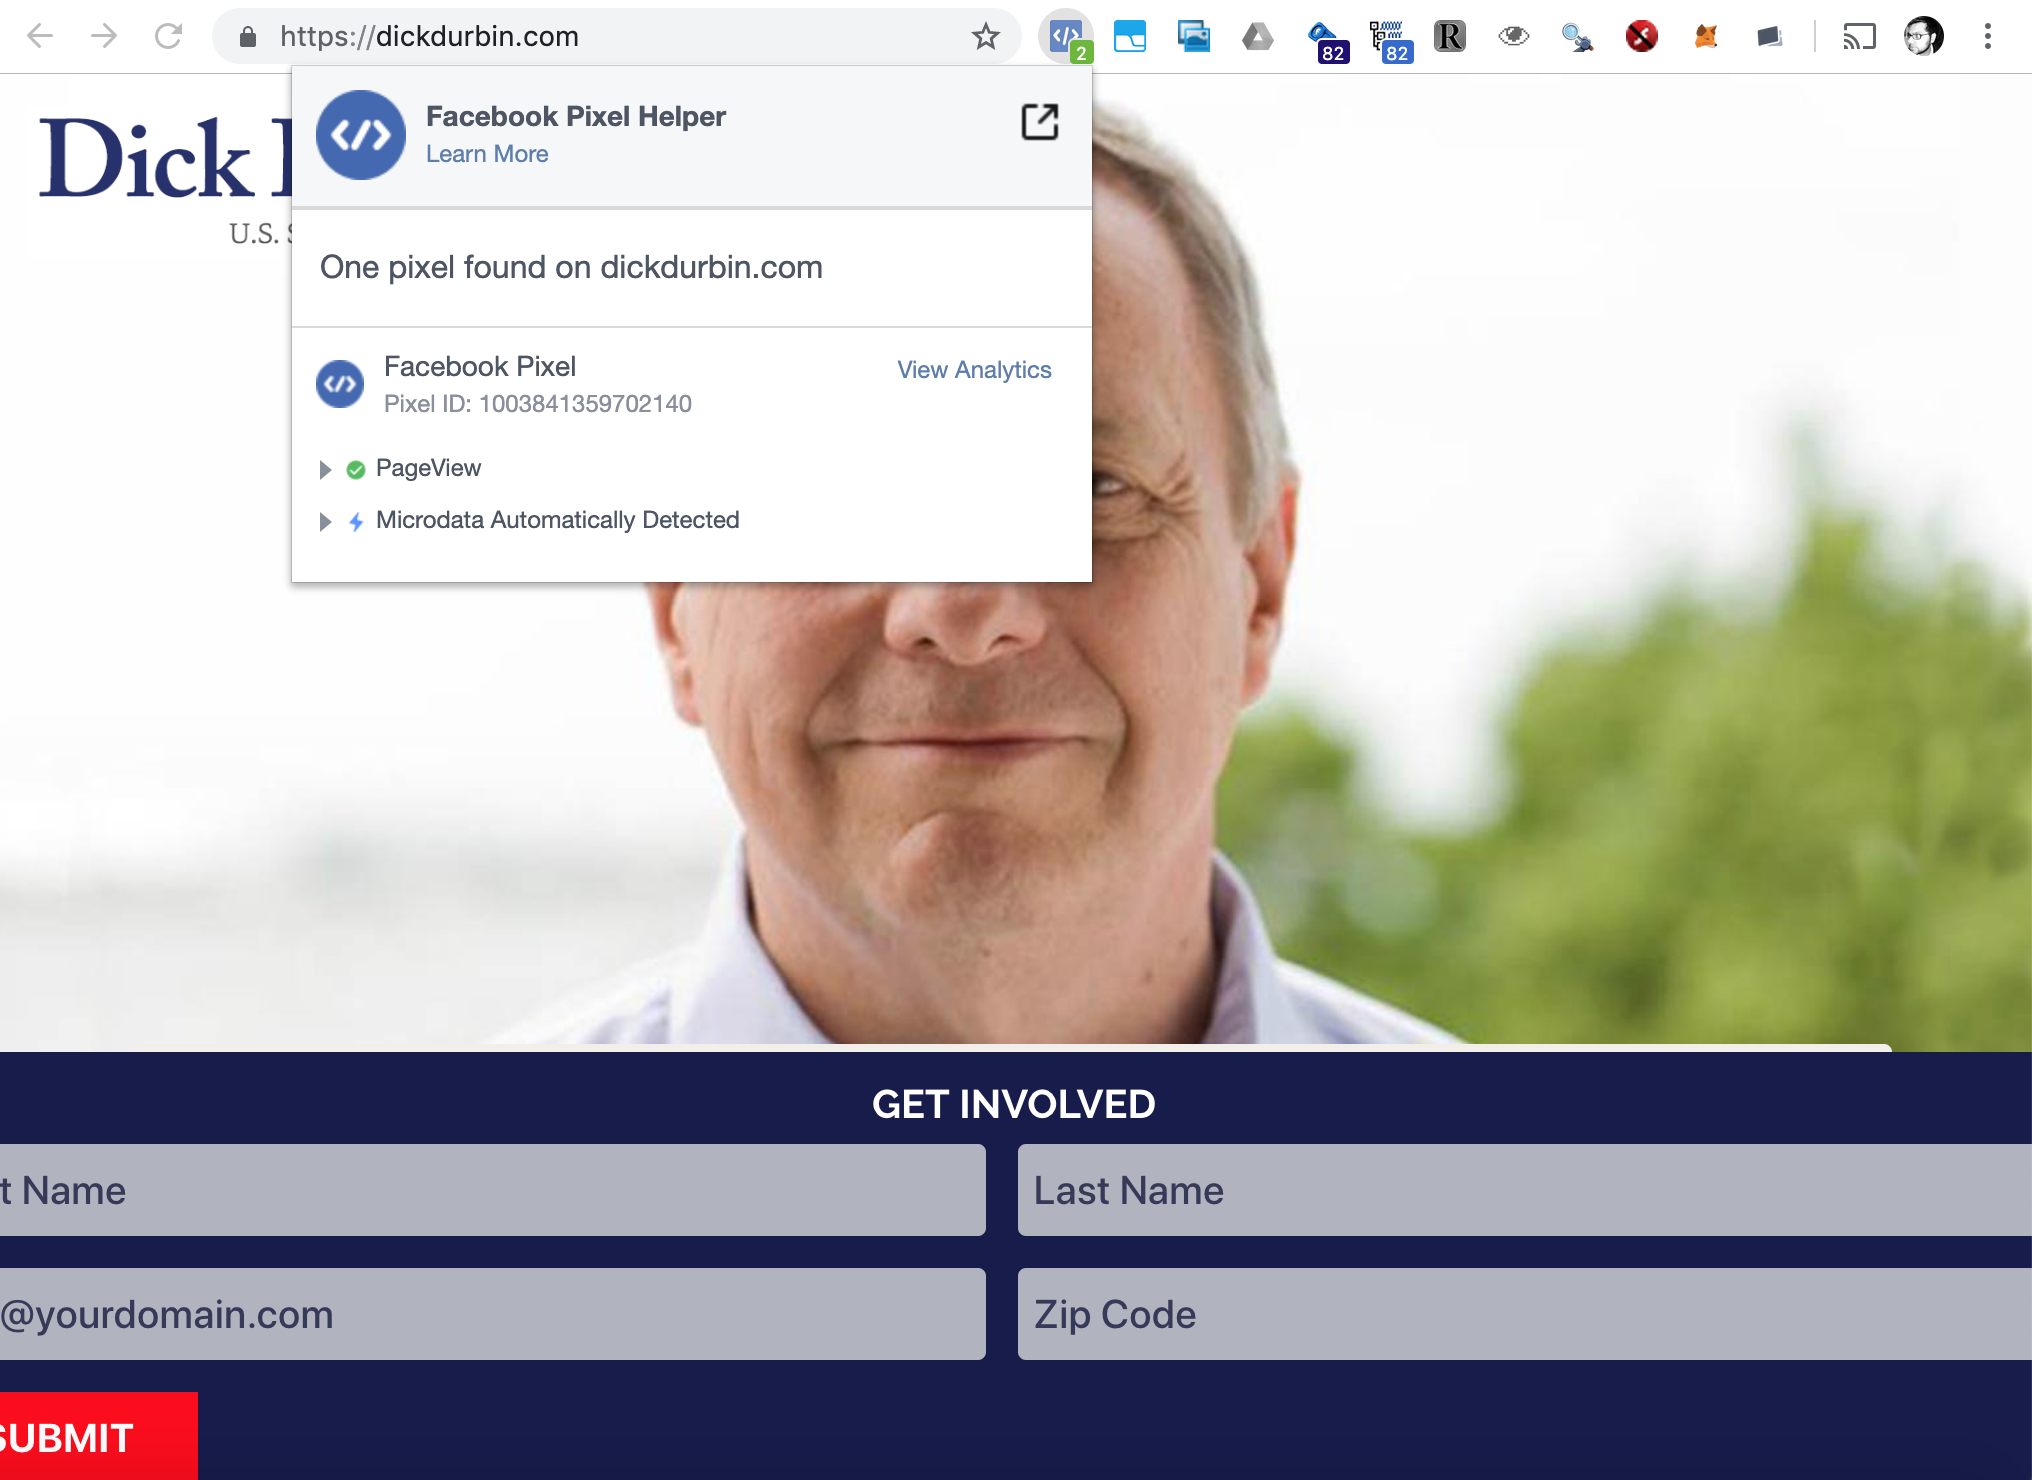 https://dickdurbin.com
2
82
82
R
Dick
U.S.
Facebook Pixel Helper
Learn More
One pixel found on dickdurbin.com
Facebook Pixel
View Analytics
Pixel ID: 1003841359702140
PageView
Microdata Automatically Detected
GET INVOLVED
t Name
Last Name
@yourdomain.com
Zip Code
SUBMIT